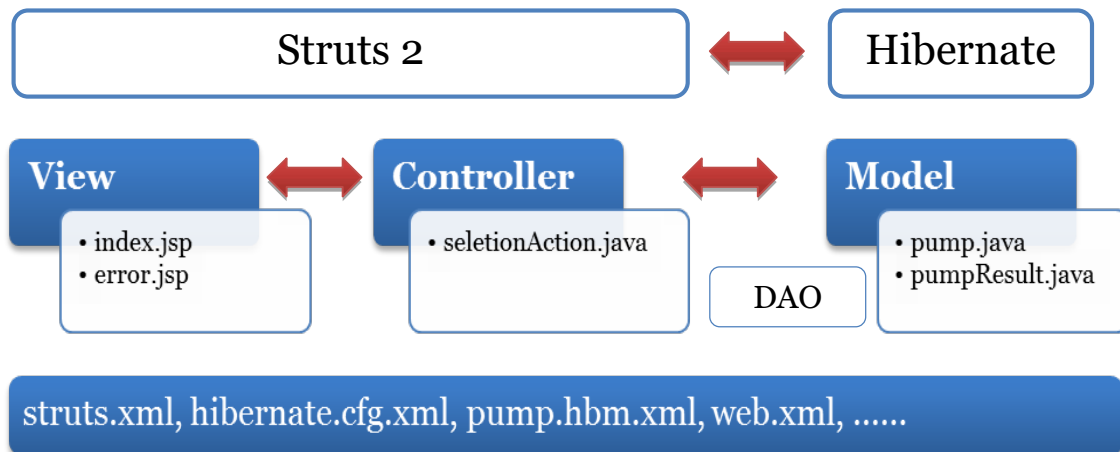 Struts 2
Hibernate
View
• index.jsp
• error.jsp
Controller
• seletionAction.java
DAO
Model
• pump.java
• pumpResult.java
struts.xml, hibernate.cfg.xml, pump.hbm.xml, web.xml, ......